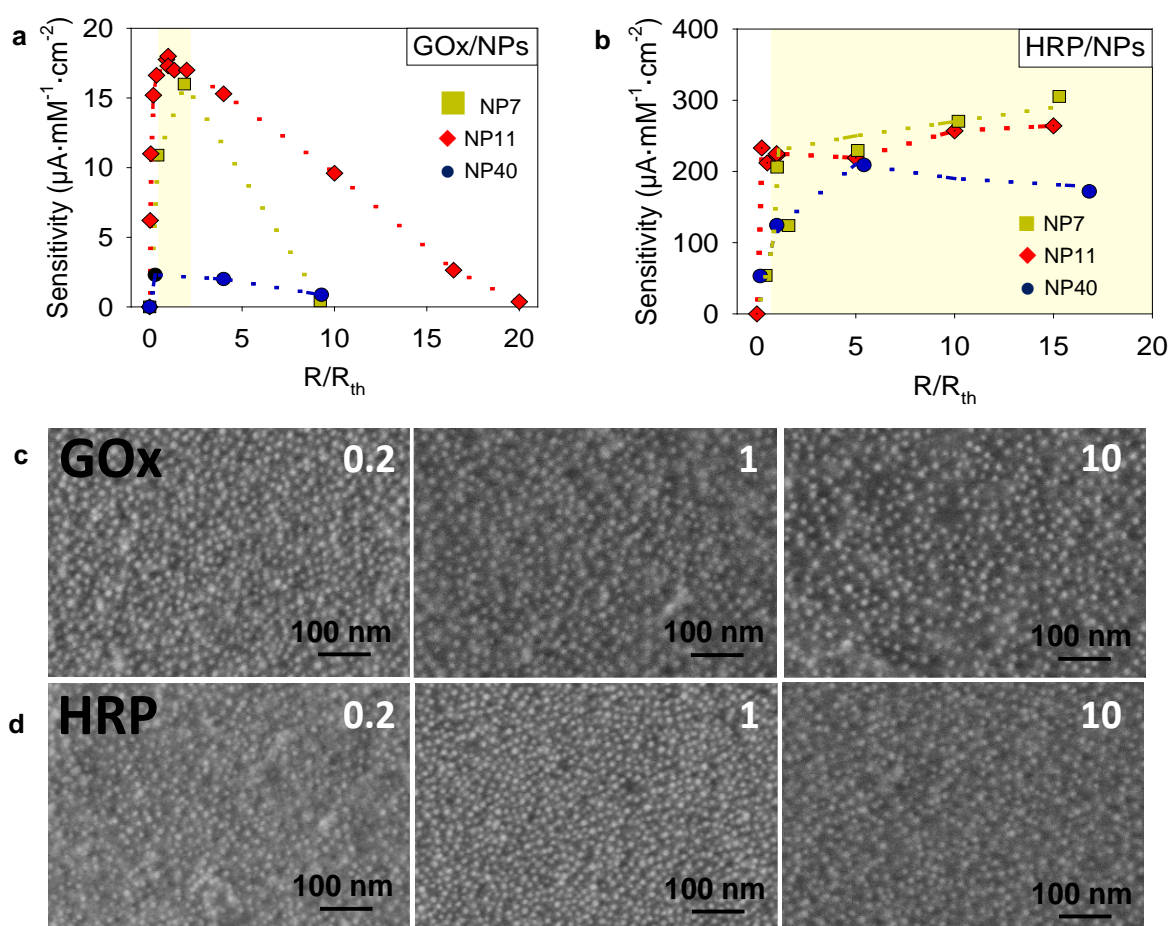 a
GOx/NPs
Sensitivity (µA·mM⁻¹·cm⁻²)
20
15
10
5
0
NP7
NP11
NP40
0 5 10 15 20
R/Rth
b
HRP/NPs
Sensitivity (µA·mM⁻¹·cm⁻²)
400
300
200
100
0
NP7
NP11
NP40
0 5 10 15 20
R/Rth
c
GOx
0.2
100 nm
1
100 nm
10
100 nm
d
HRP
0.2
100 nm
1
100 nm
10
100 nm